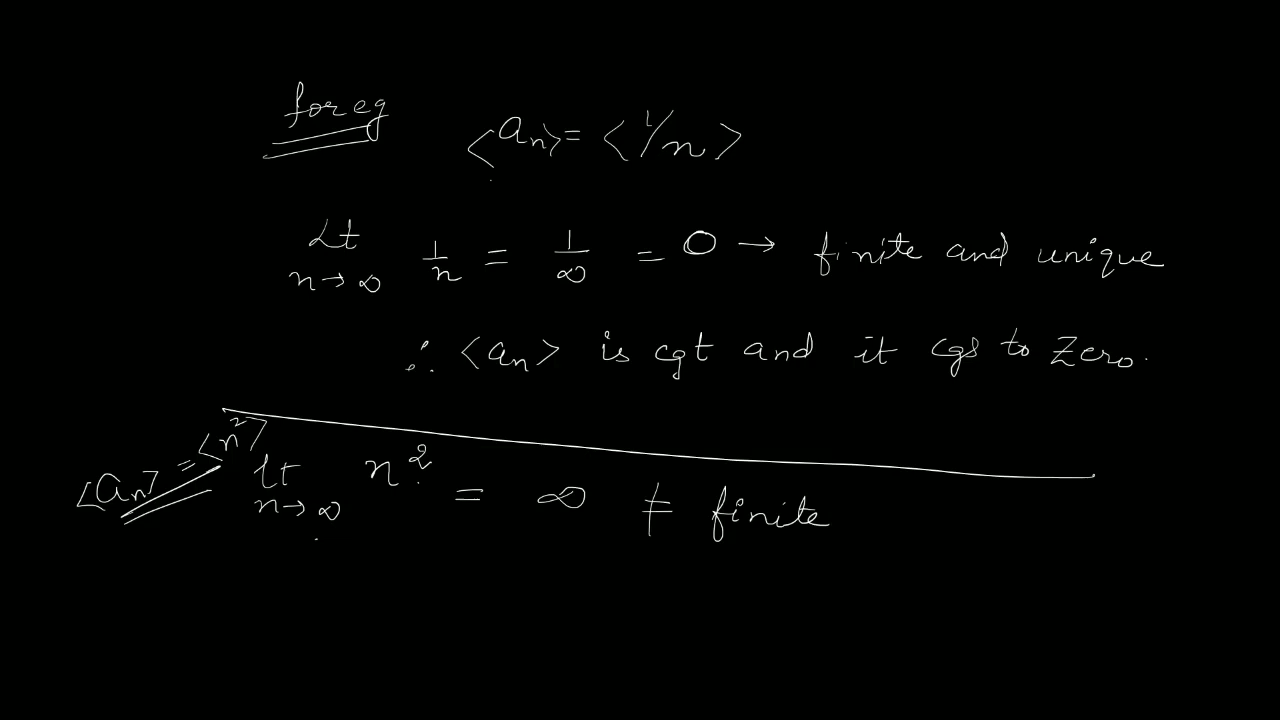 for eg
<aₙ> = <1/n>
Lt n→∞ 1/n = 1/∞ = 0 → finite and unique
∴ <aₙ> is cgt and it cgs to zero.
<aₙ> = <n²>
lt n→∞ n² = ∞ ≠ finite